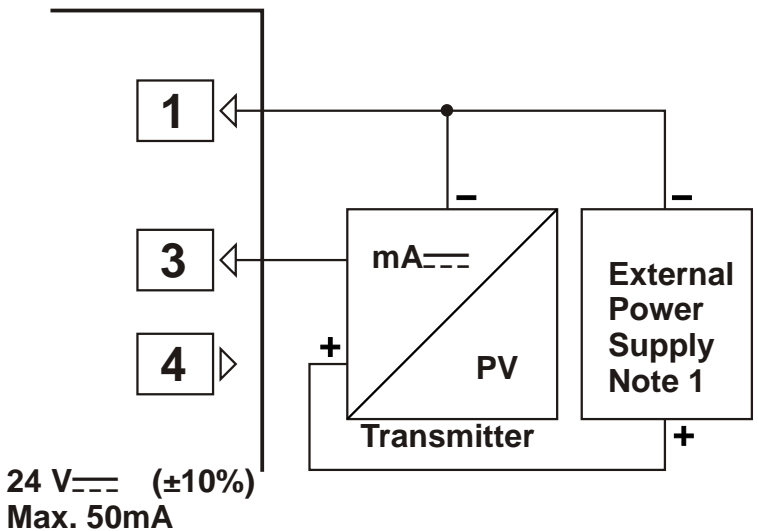 1
−
−
3
mA⎓
External
Power
Supply
Note 1
+
4
PV
Transmitter
+
24 V⎓ (±10%)
Max. 50mA